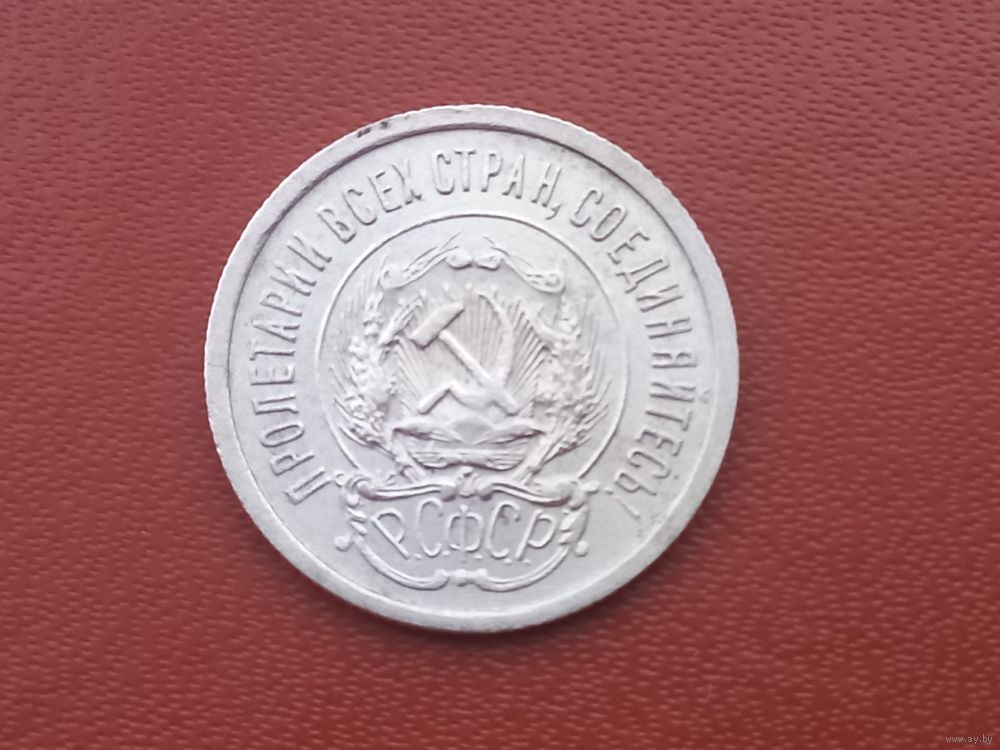 ПРОЛЕТАРИИ ВСЕХ СТРАН, СОЕДИНЯЙТЕСЬ!
Р.С.Ф.С.Р.
www.ay.by